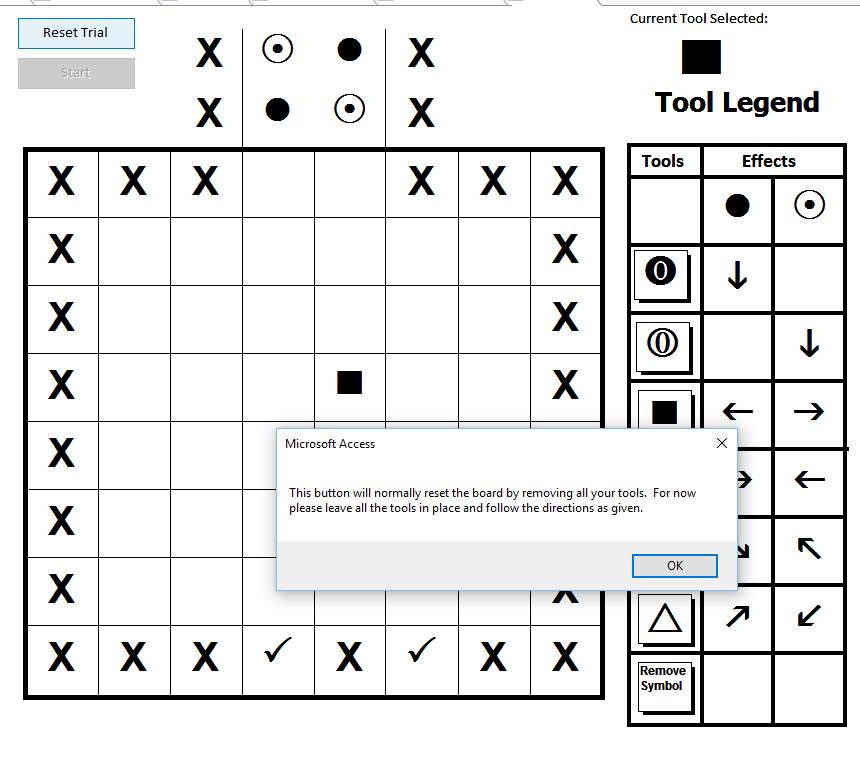 Reset Trial
Start
Current Tool Selected:
Tool Legend
X X
X X
Tools Effects
X X X X X X
X X
X X
X X
X
Microsoft Access
This button will normally reset the board by removing all your tools. For now
please leave all the tools in place and follow the directions as given.
OK
X
X X
X X X ✓ X ✓ X X
0
0
Remove
Symbol